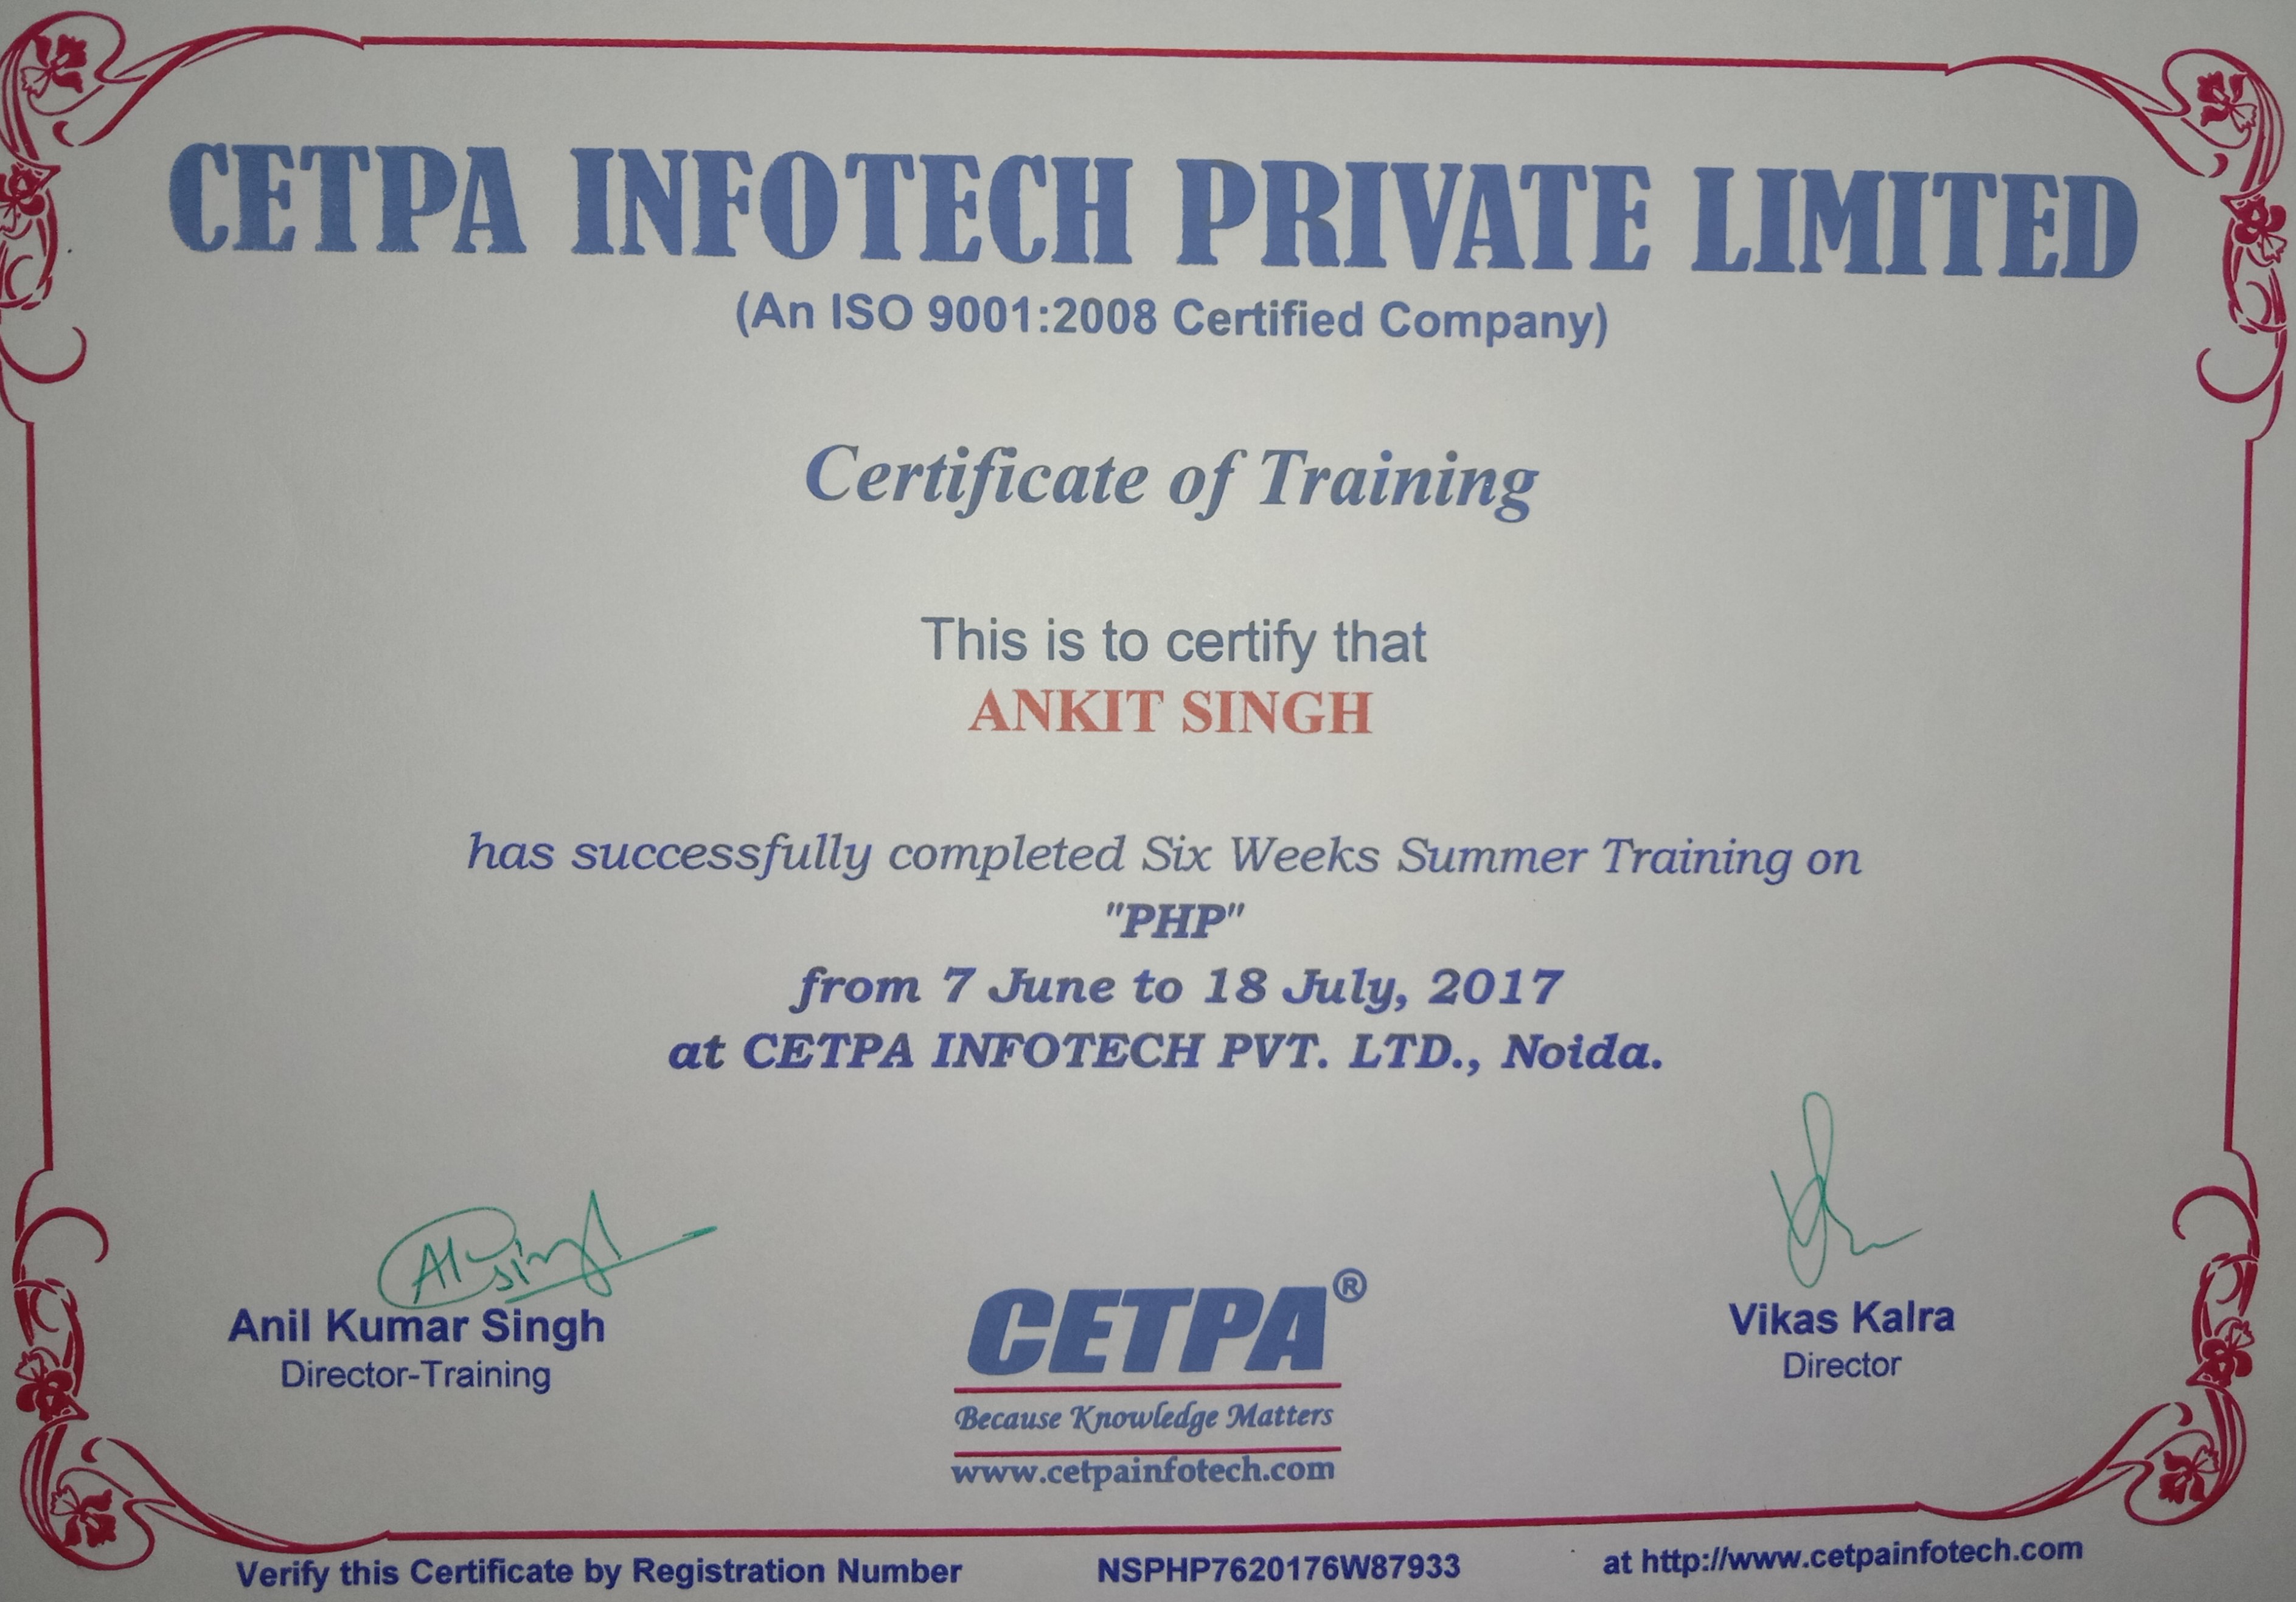 CETPA INFOTECH PRIVATE LIMITED
(An ISO 9001:2008 Certified Company)
Certificate of Training
This is to certify that
ANKIT SINGH
has successfully completed Six Weeks Summer Training on
"PHP"
from 7 June to 18 July, 2017
at CETPA INFOTECH PVT. LTD., Noida.
Anil Kumar Singh
Director-Training
CETPA®
Because Knowledge Matters
www.cetpainfotech.com
Vikas Kalra
Director
Verify this Certificate by Registration Number NSPHP7620176W87933 at http://www.cetpainfotech.com